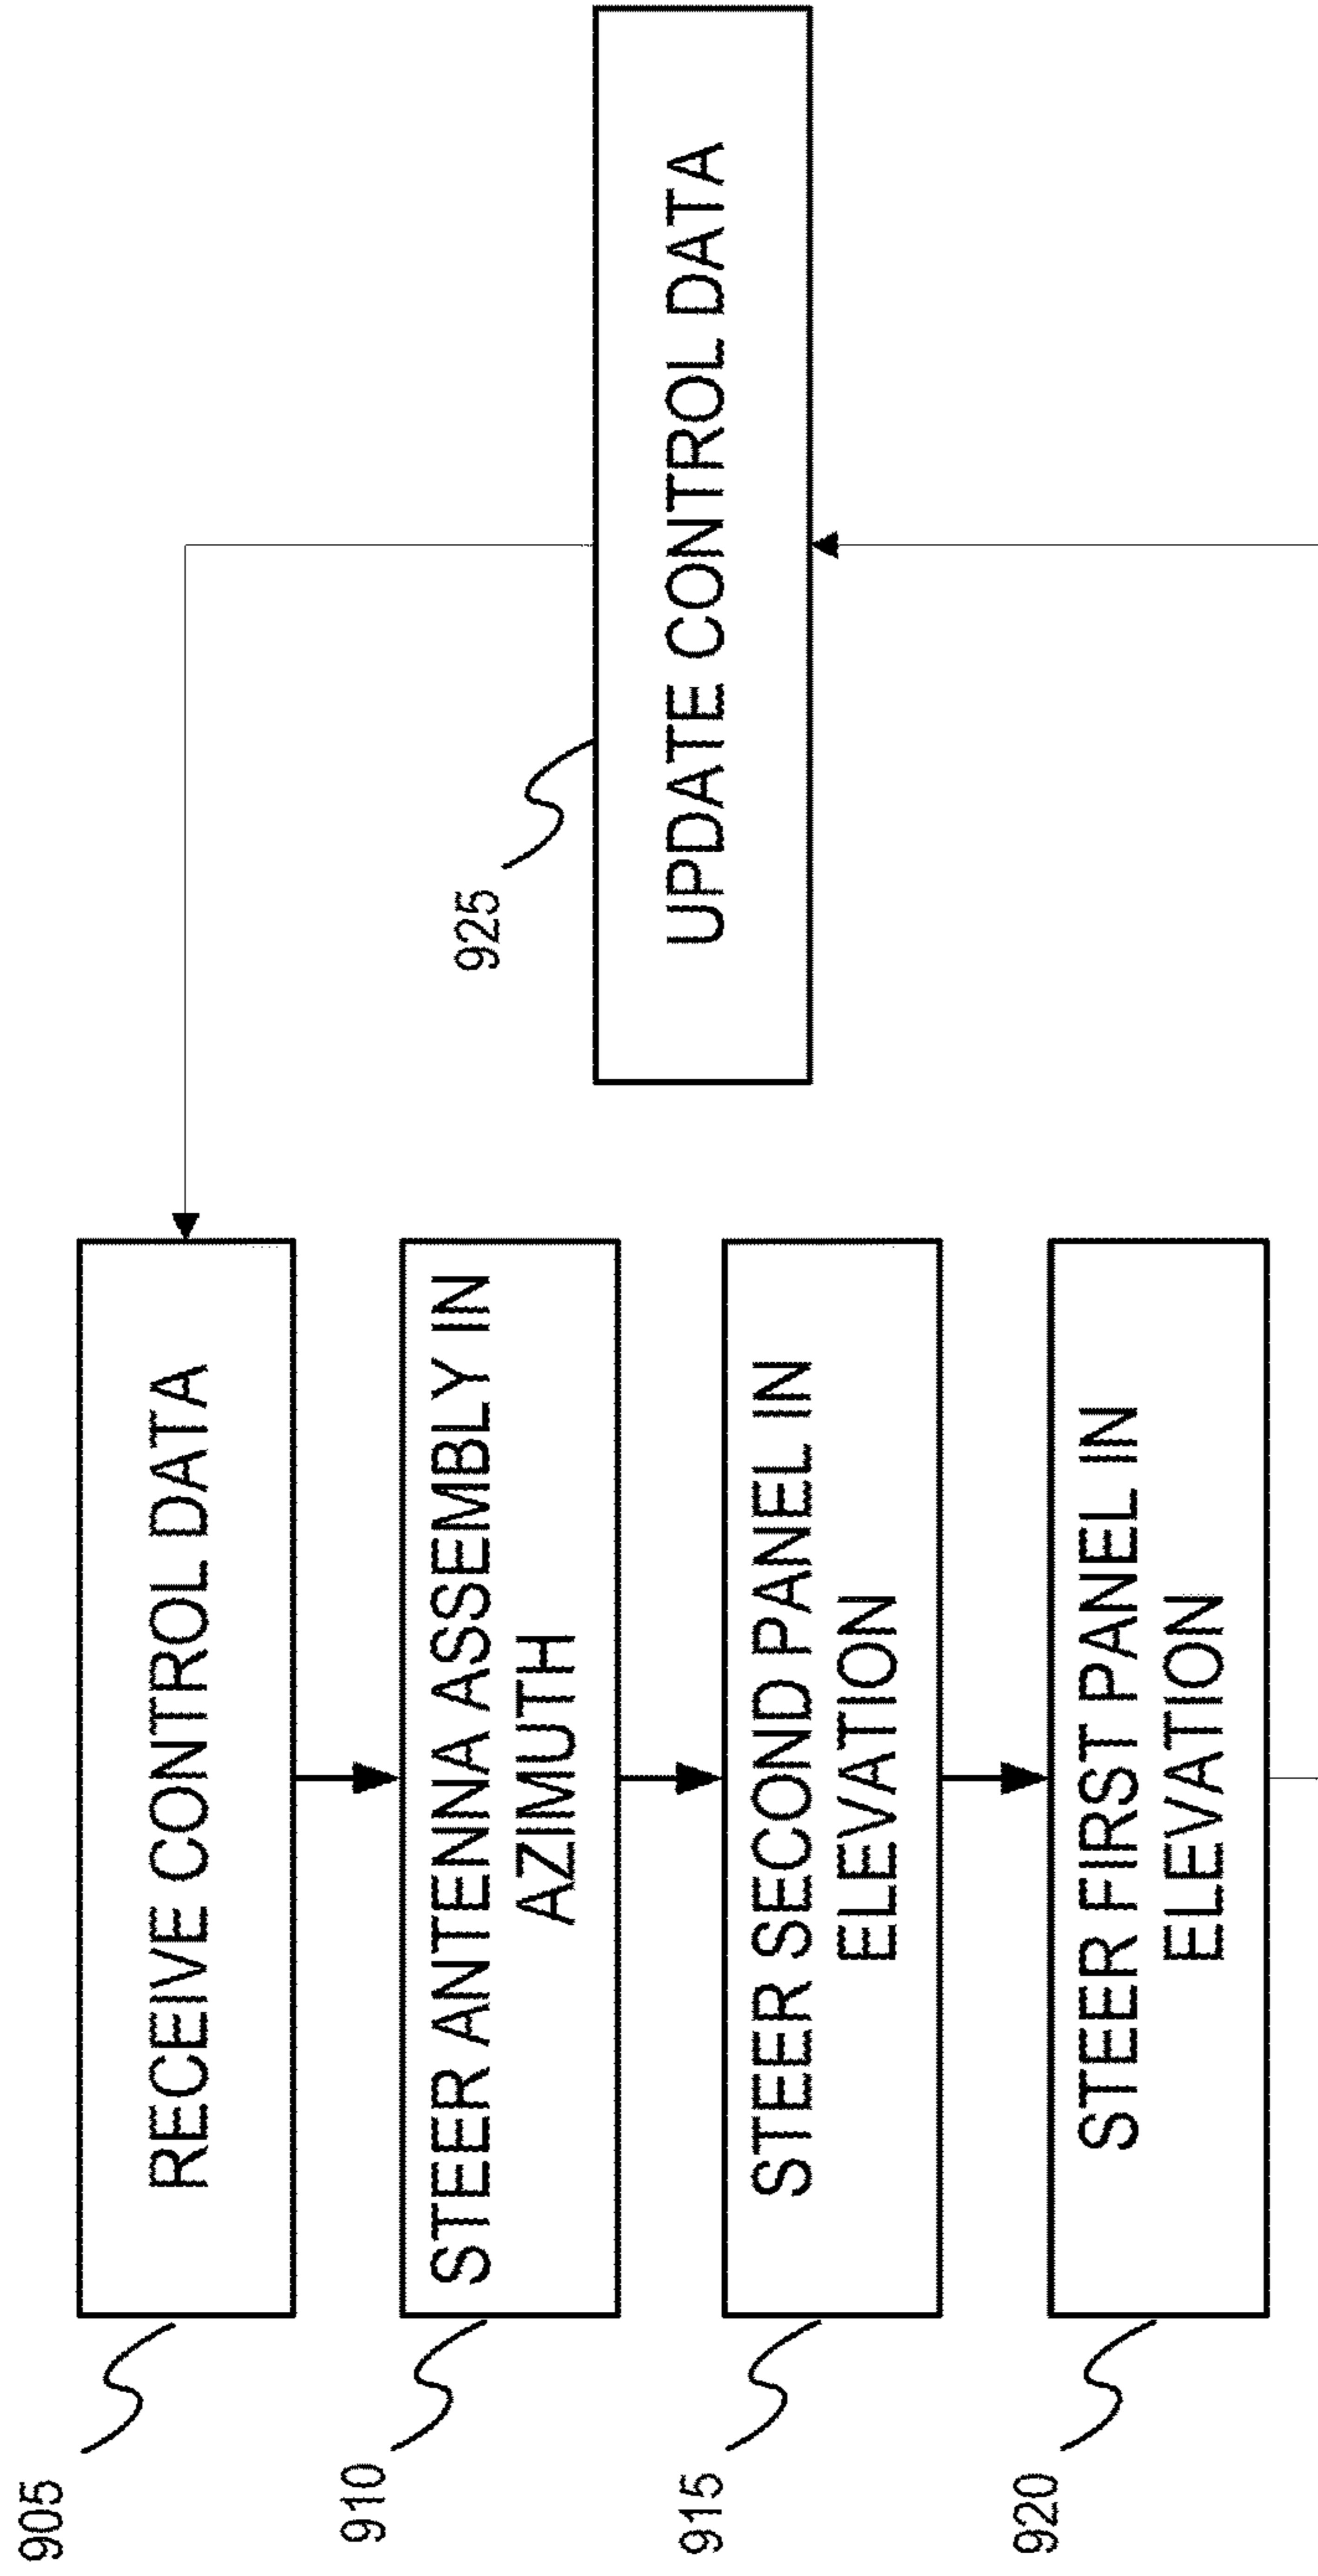 905
RECEIVE CONTROL DATA
910
STEER ANTENNA ASSEMBLY IN
AZIMUTH
915
STEER SECOND PANEL IN
ELEVATION
920
STEER FIRST PANEL IN
ELEVATION
925
UPDATE CONTROL DATA